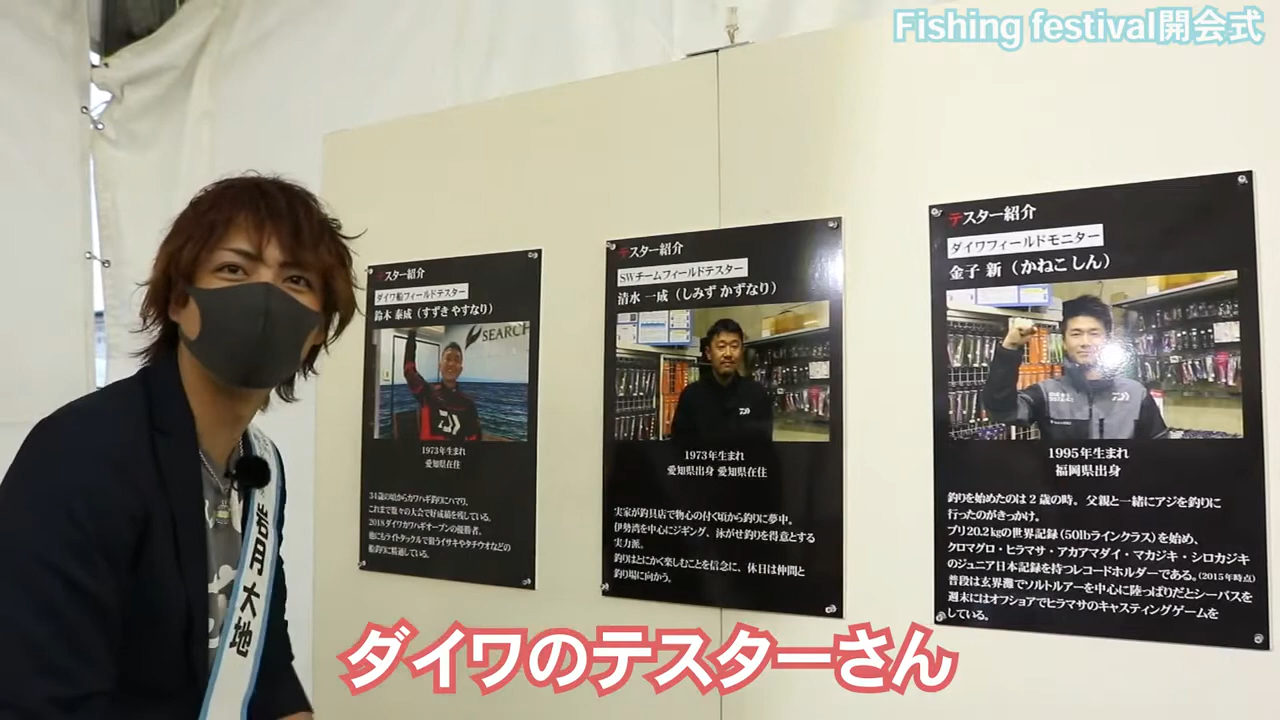 Fishing festival開会式
テスター紹介
ダイワ船フィールドテスター
鈴木 泰成（すずき やすなり）
SEARCH
1973年生まれ
愛知県在住
34歳の頃からカワハギ釣りにハマり、
これまで数々の大会で好成績を残している。
2018ダイワカワハギオープンの優勝者。
他にもライトタックルで狙うイサキやタチウオなどの
船釣りに精通している。
テスター紹介
SWチームフィールドテスター
清水 一成（しみず かずなり）
1973年生まれ
愛知県出身 愛知県在住
実家が釣具店で物心の付く頃から釣りに夢中。
伊勢湾を中心にジギング、泳がせ釣りを得意とする
実力派。
釣りはとにかく楽しむことを信念に、休日は仲間と
釣り場に向かう。
テスター紹介
ダイワフィールドモニター
金子 新（かねこ しん）
1995年生まれ
福岡県出身
釣りを始めたのは2歳の時。父親と一緒にアジを釣りに
行ったのがきっかけ。
ブリ20.2kgの世界記録（50lbラインクラス）を始め、
クロマグロ・ヒラマサ・アカアマダイ・マカジキ・シロカジキ
のジュニア日本記録を持つレコードホルダーである。（2015年時点）
普段は玄界灘でソルトルアーを中心に陸っぱりだとシーバスを
週末にはオフショアでヒラマサのキャスティングゲームを
している。
大地
ダイワのテスターさん